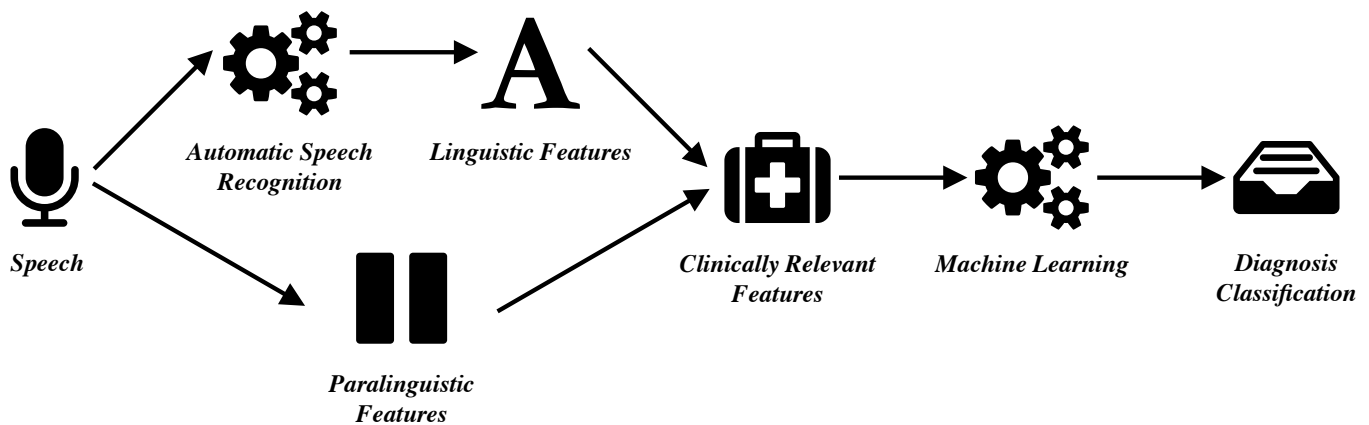 A
Automatic Speech
Recognition
Linguistic Features
Speech
Clinically Relevant
Features
Machine Learning
Diagnosis
Classification
Paralinguistic
Features